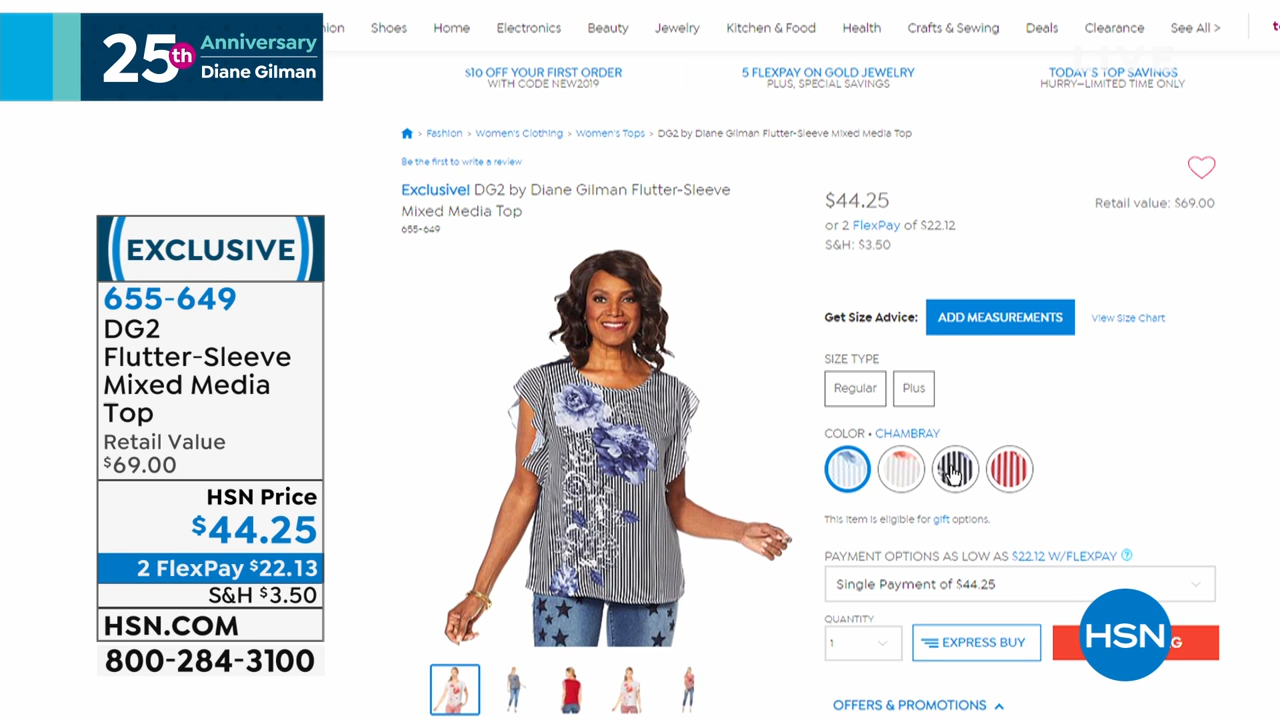 25th
Anniversary
Diane Gilman
Shoes
Home
Electronics
Beauty
Jewelry
Kitchen & Food
Health
Crafts & Sewing
Deals
Clearance
See All >
LIVE
$10 OFF YOUR FIRST ORDER
WITH CODE NEW2019
5 FLEXPAY ON GOLD JEWELRY
PLUS, SPECIAL SAVINGS
TODAY'S TOP SAVINGS
HURRY—LIMITED TIME ONLY
> Fashion > Women's Clothing > Women's Tops > DG2 by Diane Gilman Flutter-Sleeve Mixed Media Top
Be the first to write a review
Exclusive! DG2 by Diane Gilman Flutter-Sleeve
Mixed Media Top
655-649
$44.25
Retail value: $69.00
or 2 FlexPay of $22.12
S&H: $3.50
Get Size Advice:
ADD MEASUREMENTS
View Size Chart
SIZE TYPE
Regular
Plus
COLOR • CHAMBRAY
This item is eligible for gift options.
PAYMENT OPTIONS AS LOW AS $22.12 W/FLEXPAY ?
Single Payment of $44.25
QUANTITY
1
EXPRESS BUY
HSN
G
OFFERS & PROMOTIONS
EXCLUSIVE
655-649
DG2
Flutter-Sleeve
Mixed Media
Top
Retail Value
$69.00
HSN Price
$44.25
2 FlexPay $22.13
S&H $3.50
HSN.COM
800-284-3100